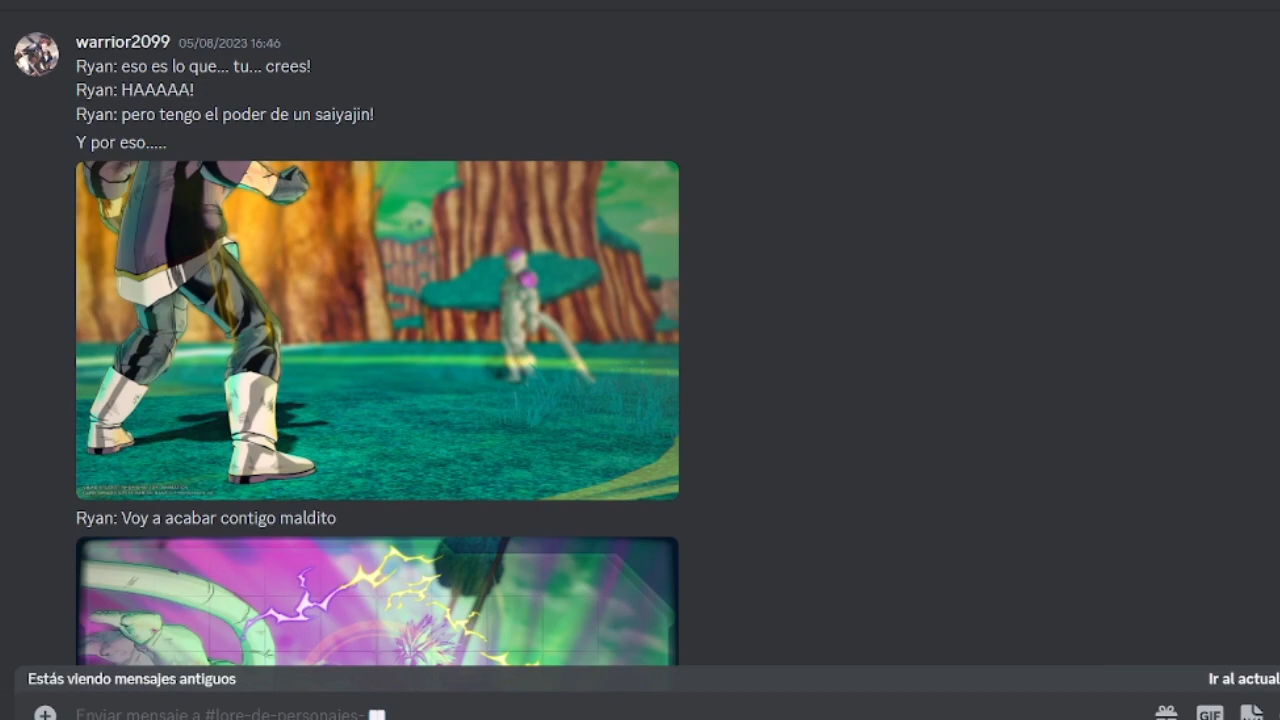 warrior2099 05/08/2023 16:46
Ryan: eso es lo que... tu... crees!
Ryan: HAAAAA!
Ryan: pero tengo el poder de un saiyajin!
Y por eso.....
Ryan: Voy a acabar contigo maldito
Estás viendo mensajes antiguos
Ir al actual
Enviar mensaje a #lore-de-personajes-
GIF